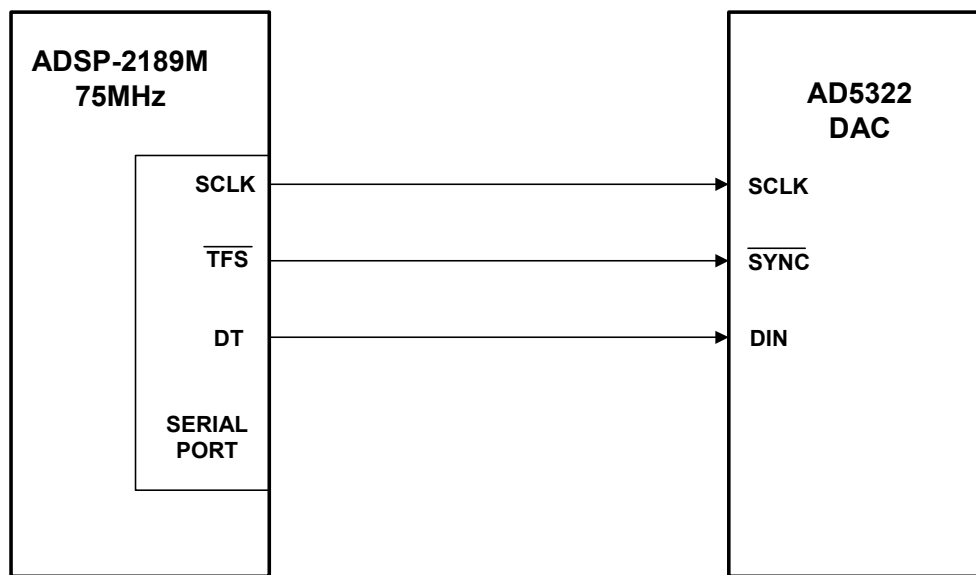 ADSP-2189M
75MHz
AD5322
DAC
SCLK
SCLK
TFS
SYNC
DT
DIN
SERIAL
PORT